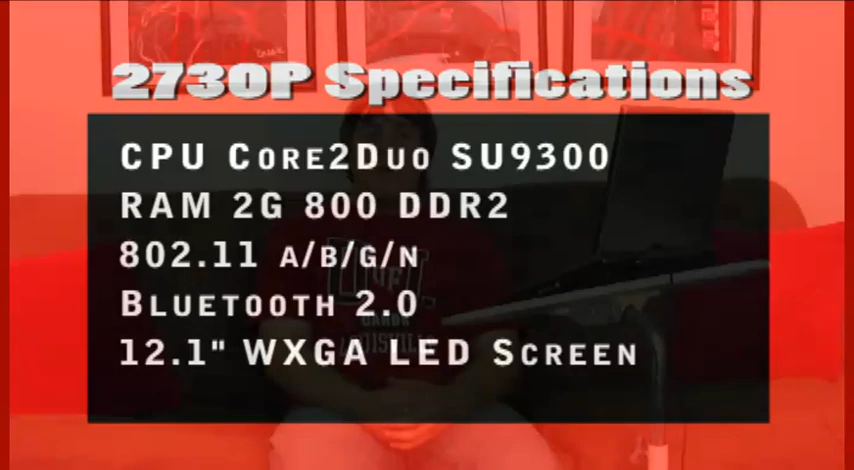 2730P Specifications
CPU Core2Duo SU9300
RAM 2G 800 DDR2
802.11 a/b/g/n
Bluetooth 2.0
12.1" WXGA LED Screen